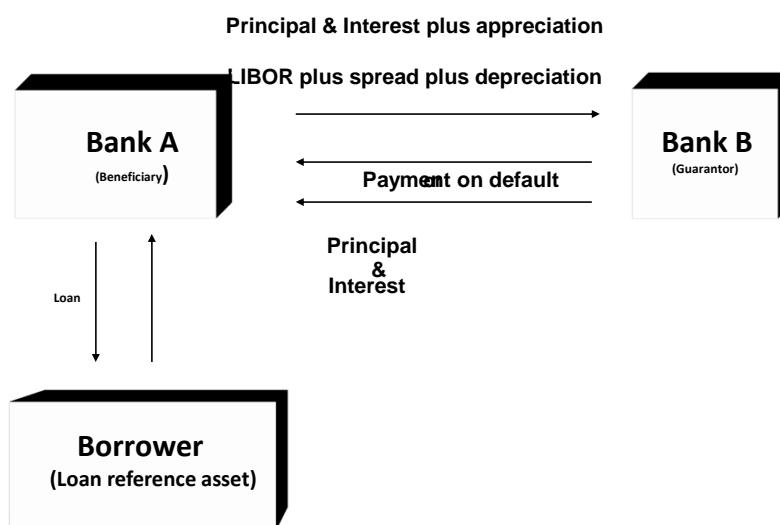 Principal & Interest plus appreciation
LIBOR plus spread plus depreciation
Bank A
(Beneficiary)
Bank B
(Guarantor)
Payment on default
Principal
&
Interest
Loan
Borrower
(Loan reference asset)